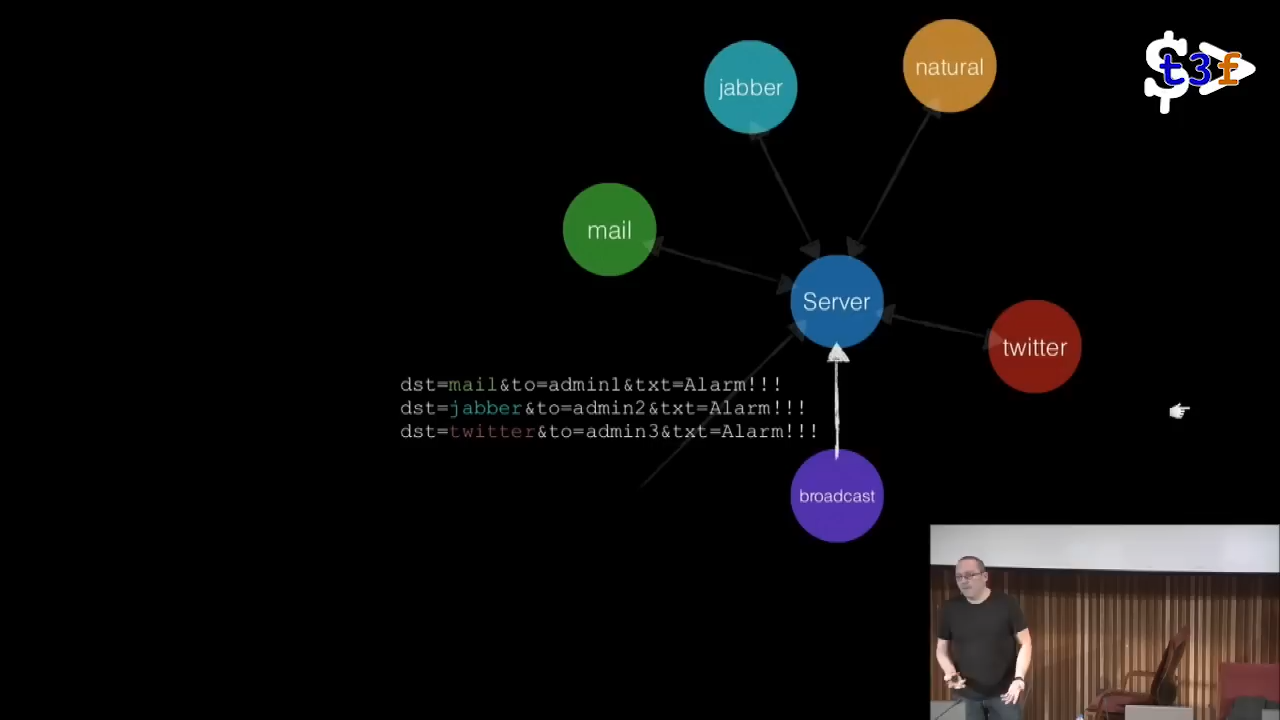 natural
jabber
$t3f
mail
Server
twitter
dst=mail&to=admin1&txt=Alarm!!!
dst=jabber&to=admin2&txt=Alarm!!!
dst=twitter&to=admin3&txt=Alarm!!!
broadcast